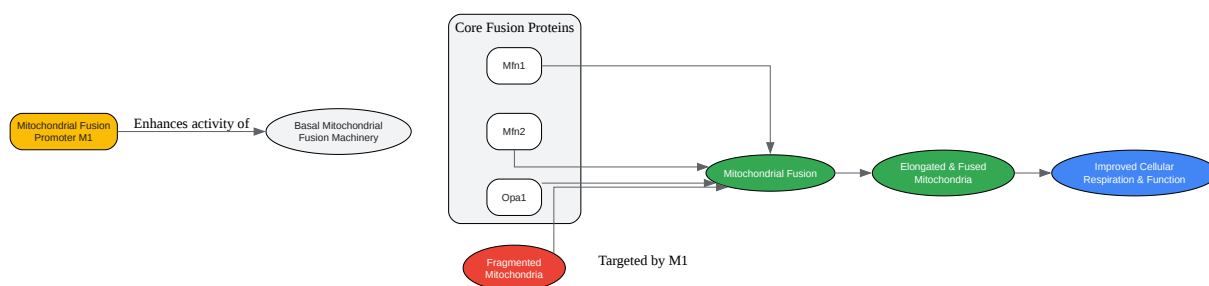 Core Fusion Proteins
Mfn1
Mitochondrial Fusion
Promoter M1
Enhances activity of
Basal Mitochondrial
Fusion Machinery
Mfn2
Opa1
Mitochondrial Fusion
Elongated & Fused
Mitochondria
Improved Cellular
Respiration & Function
Fragmented
Mitochondria
Targeted by M1